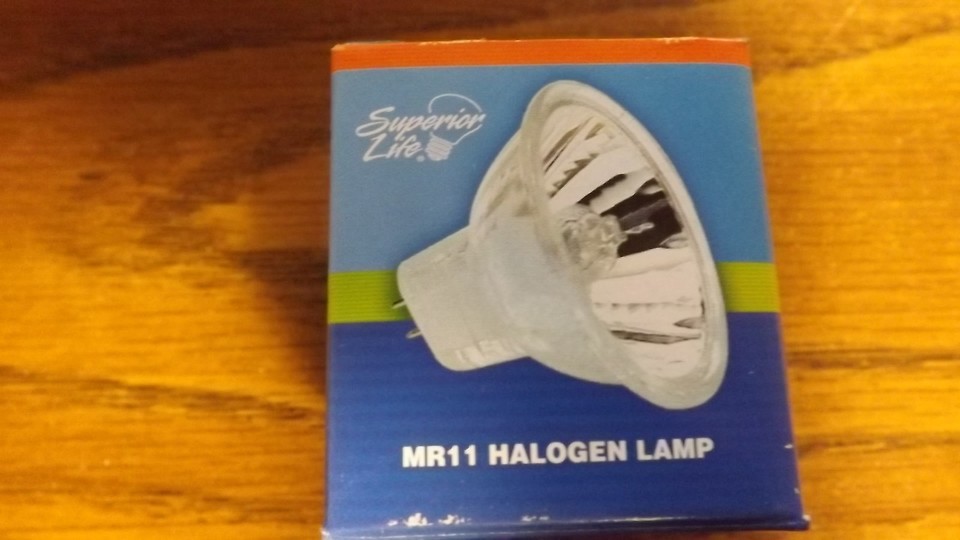 Superior
Life®
MR11 HALOGEN LAMP